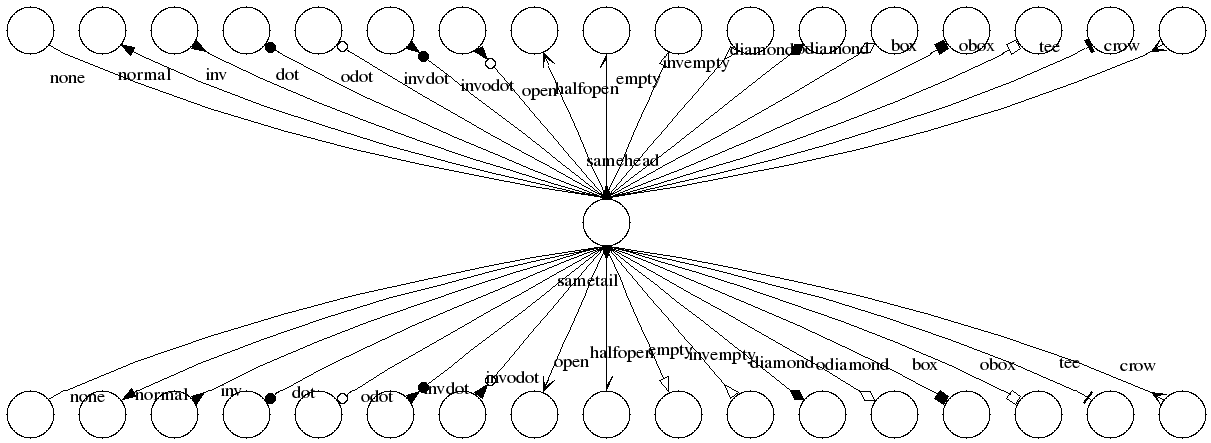 none
normal
inv
dot
odot
invdot
invodot
open
halfopen
empty
invempty
diamond
odiamond
box
obox
tee
crow
samehead
sametail
none
normal
inv
dot
odot
invdot
invodot
open
halfopen
empty
invempty
diamond
odiamond
box
obox
tee
crow